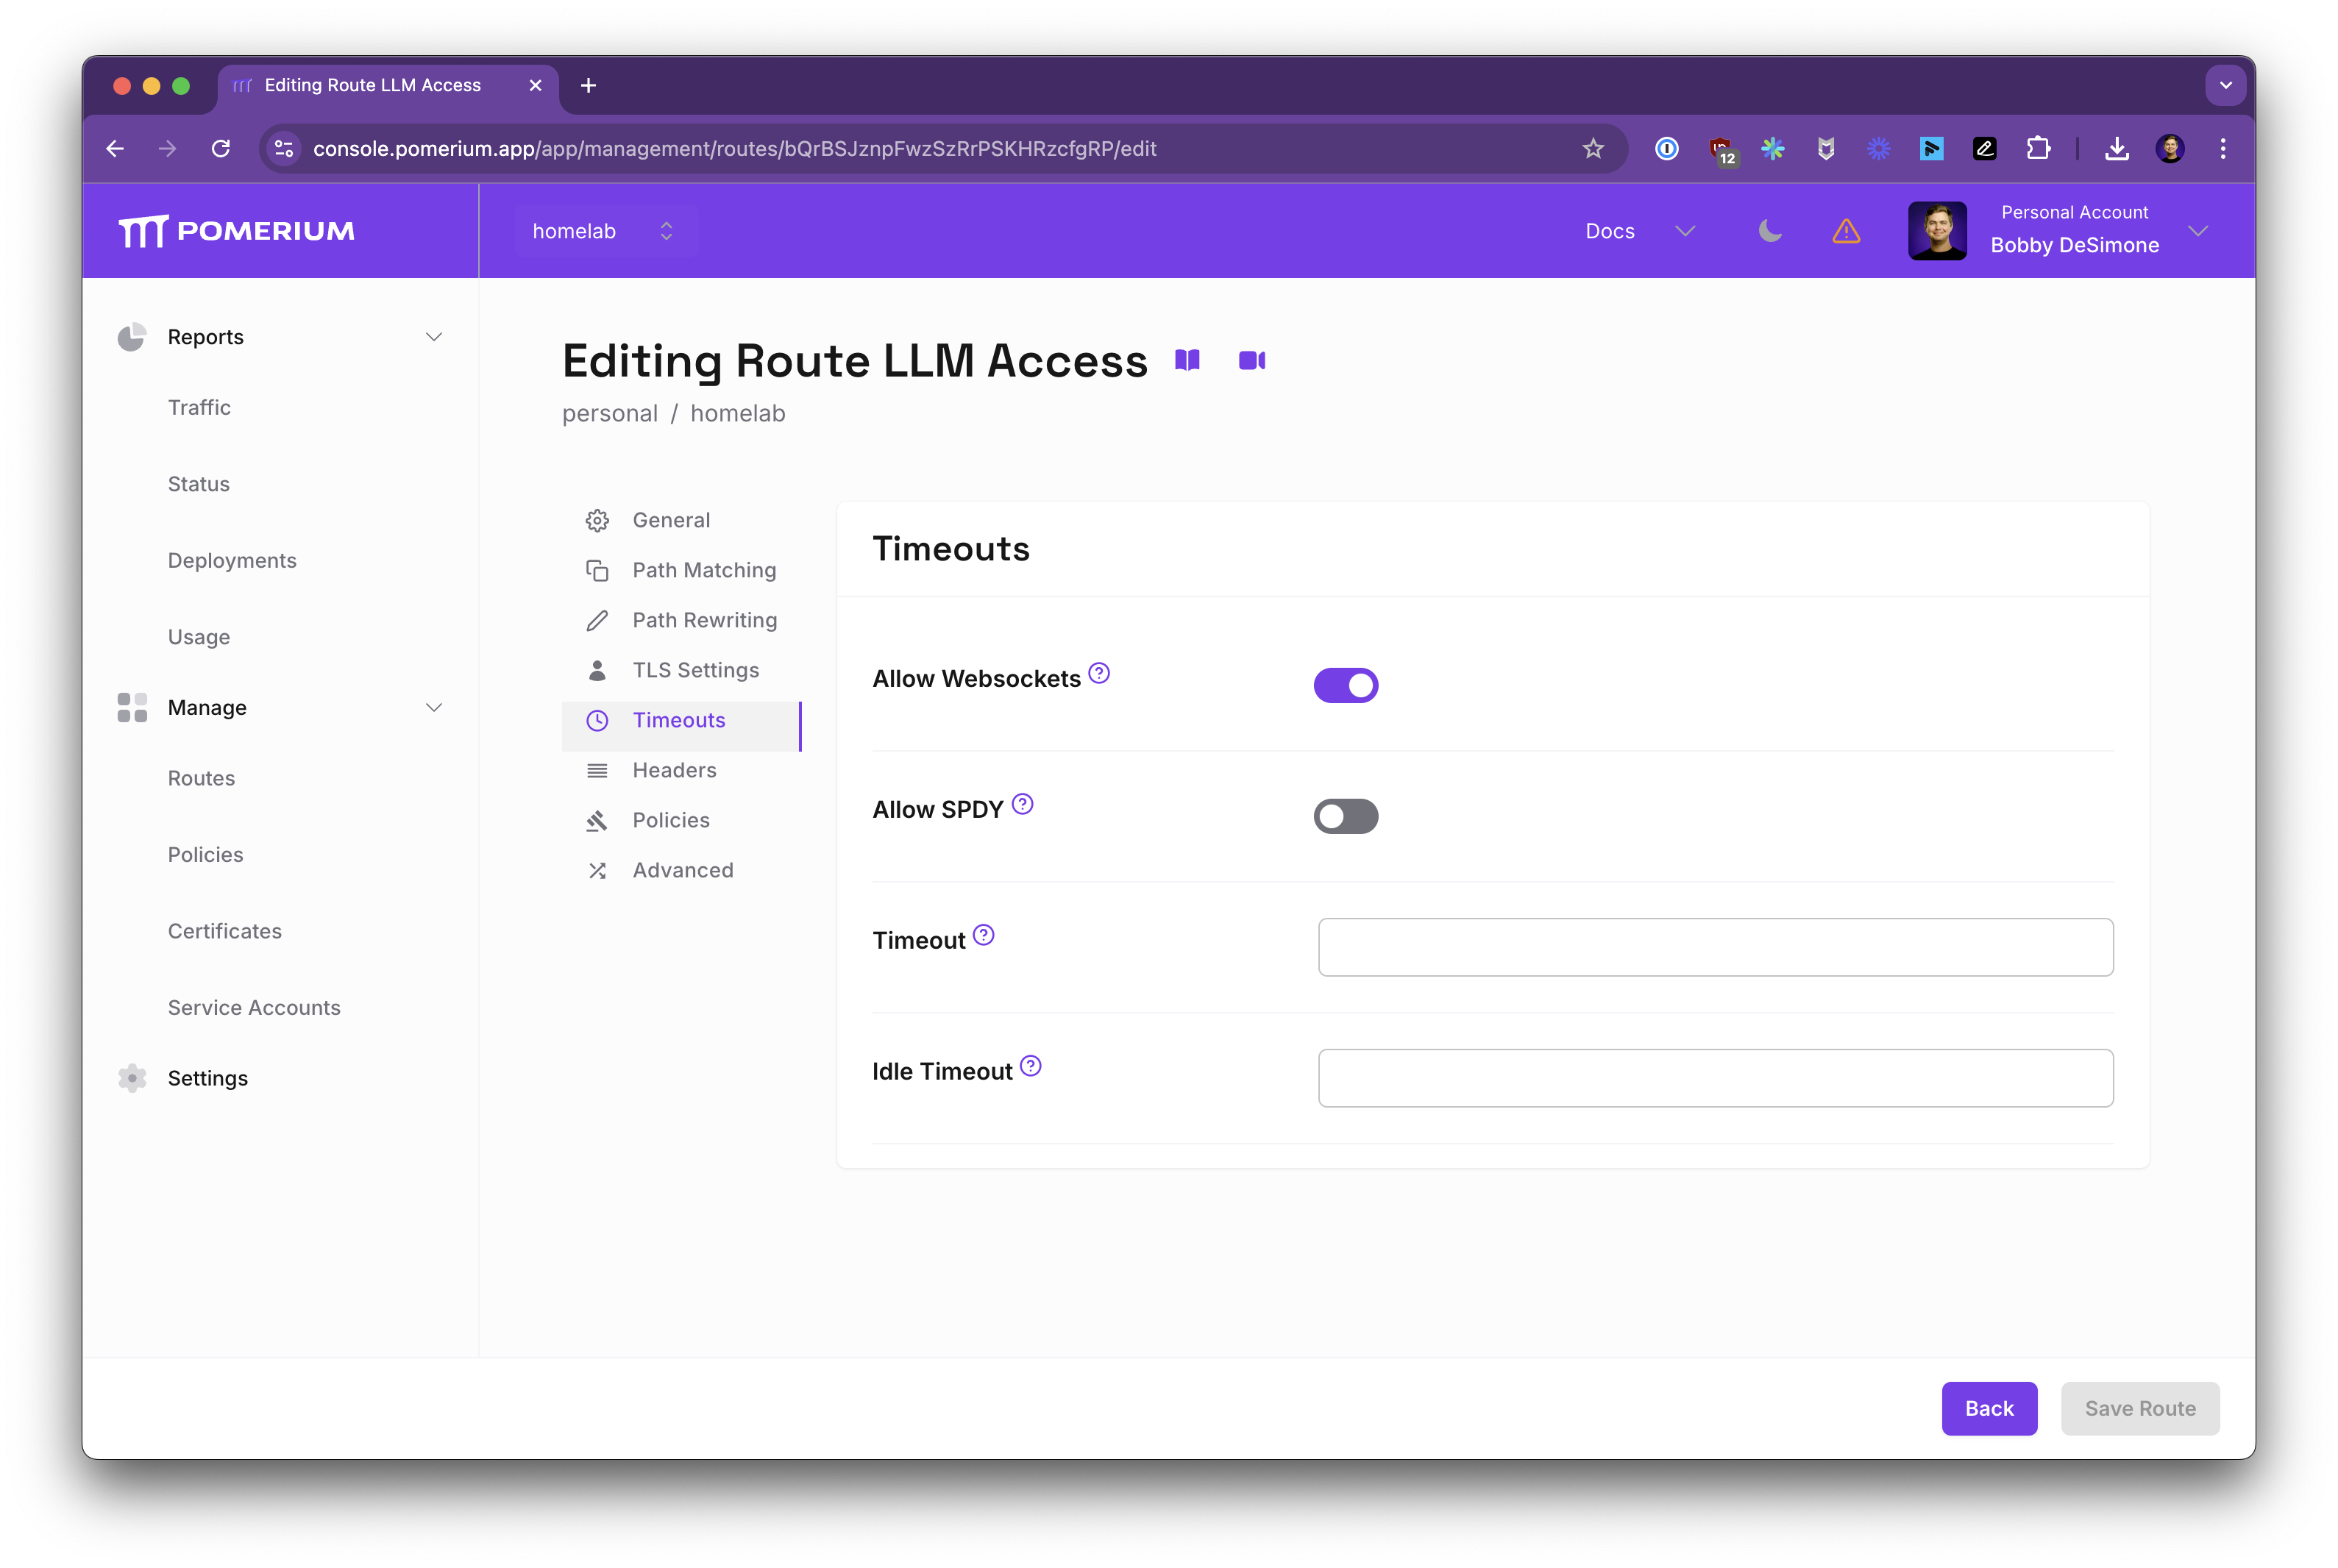 Editing Route LLM Access
console.pomerium.app/app/management/routes/bQrBSJznpFwzSzRrPSKHRzcfgRP/edit
12
POMERIUM
homelab
Docs
Personal Account
Bobby DeSimone
Reports
Traffic
Status
Deployments
Usage
Manage
Routes
Policies
Certificates
Service Accounts
Settings
Editing Route LLM Access
personal / homelab
General
Path Matching
Path Rewriting
TLS Settings
Timeouts
Headers
Policies
Advanced
Timeouts
Allow Websockets
Allow SPDY
Timeout
Idle Timeout
Back
Save Route